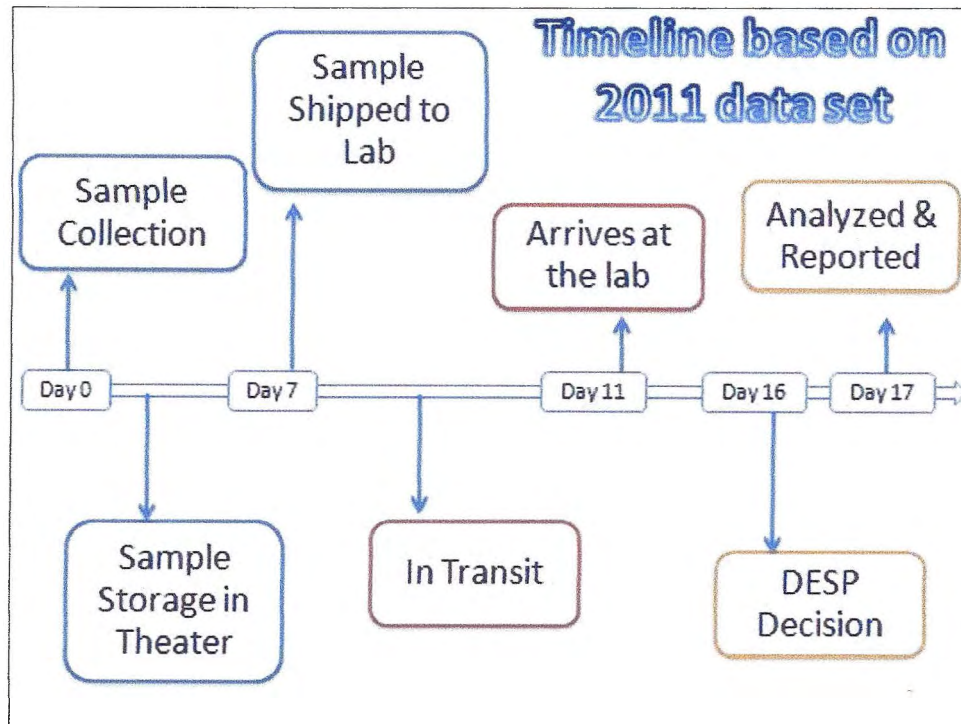 Timeline based on
2011 data set
Sample
Shipped to
Lab
Sample
Collection
Arrives at
the lab
Analyzed &
Reported
Day 0
Day 7
Day 11
Day 16
Day 17
Sample
Storage in
Theater
In Transit
DESP
Decision